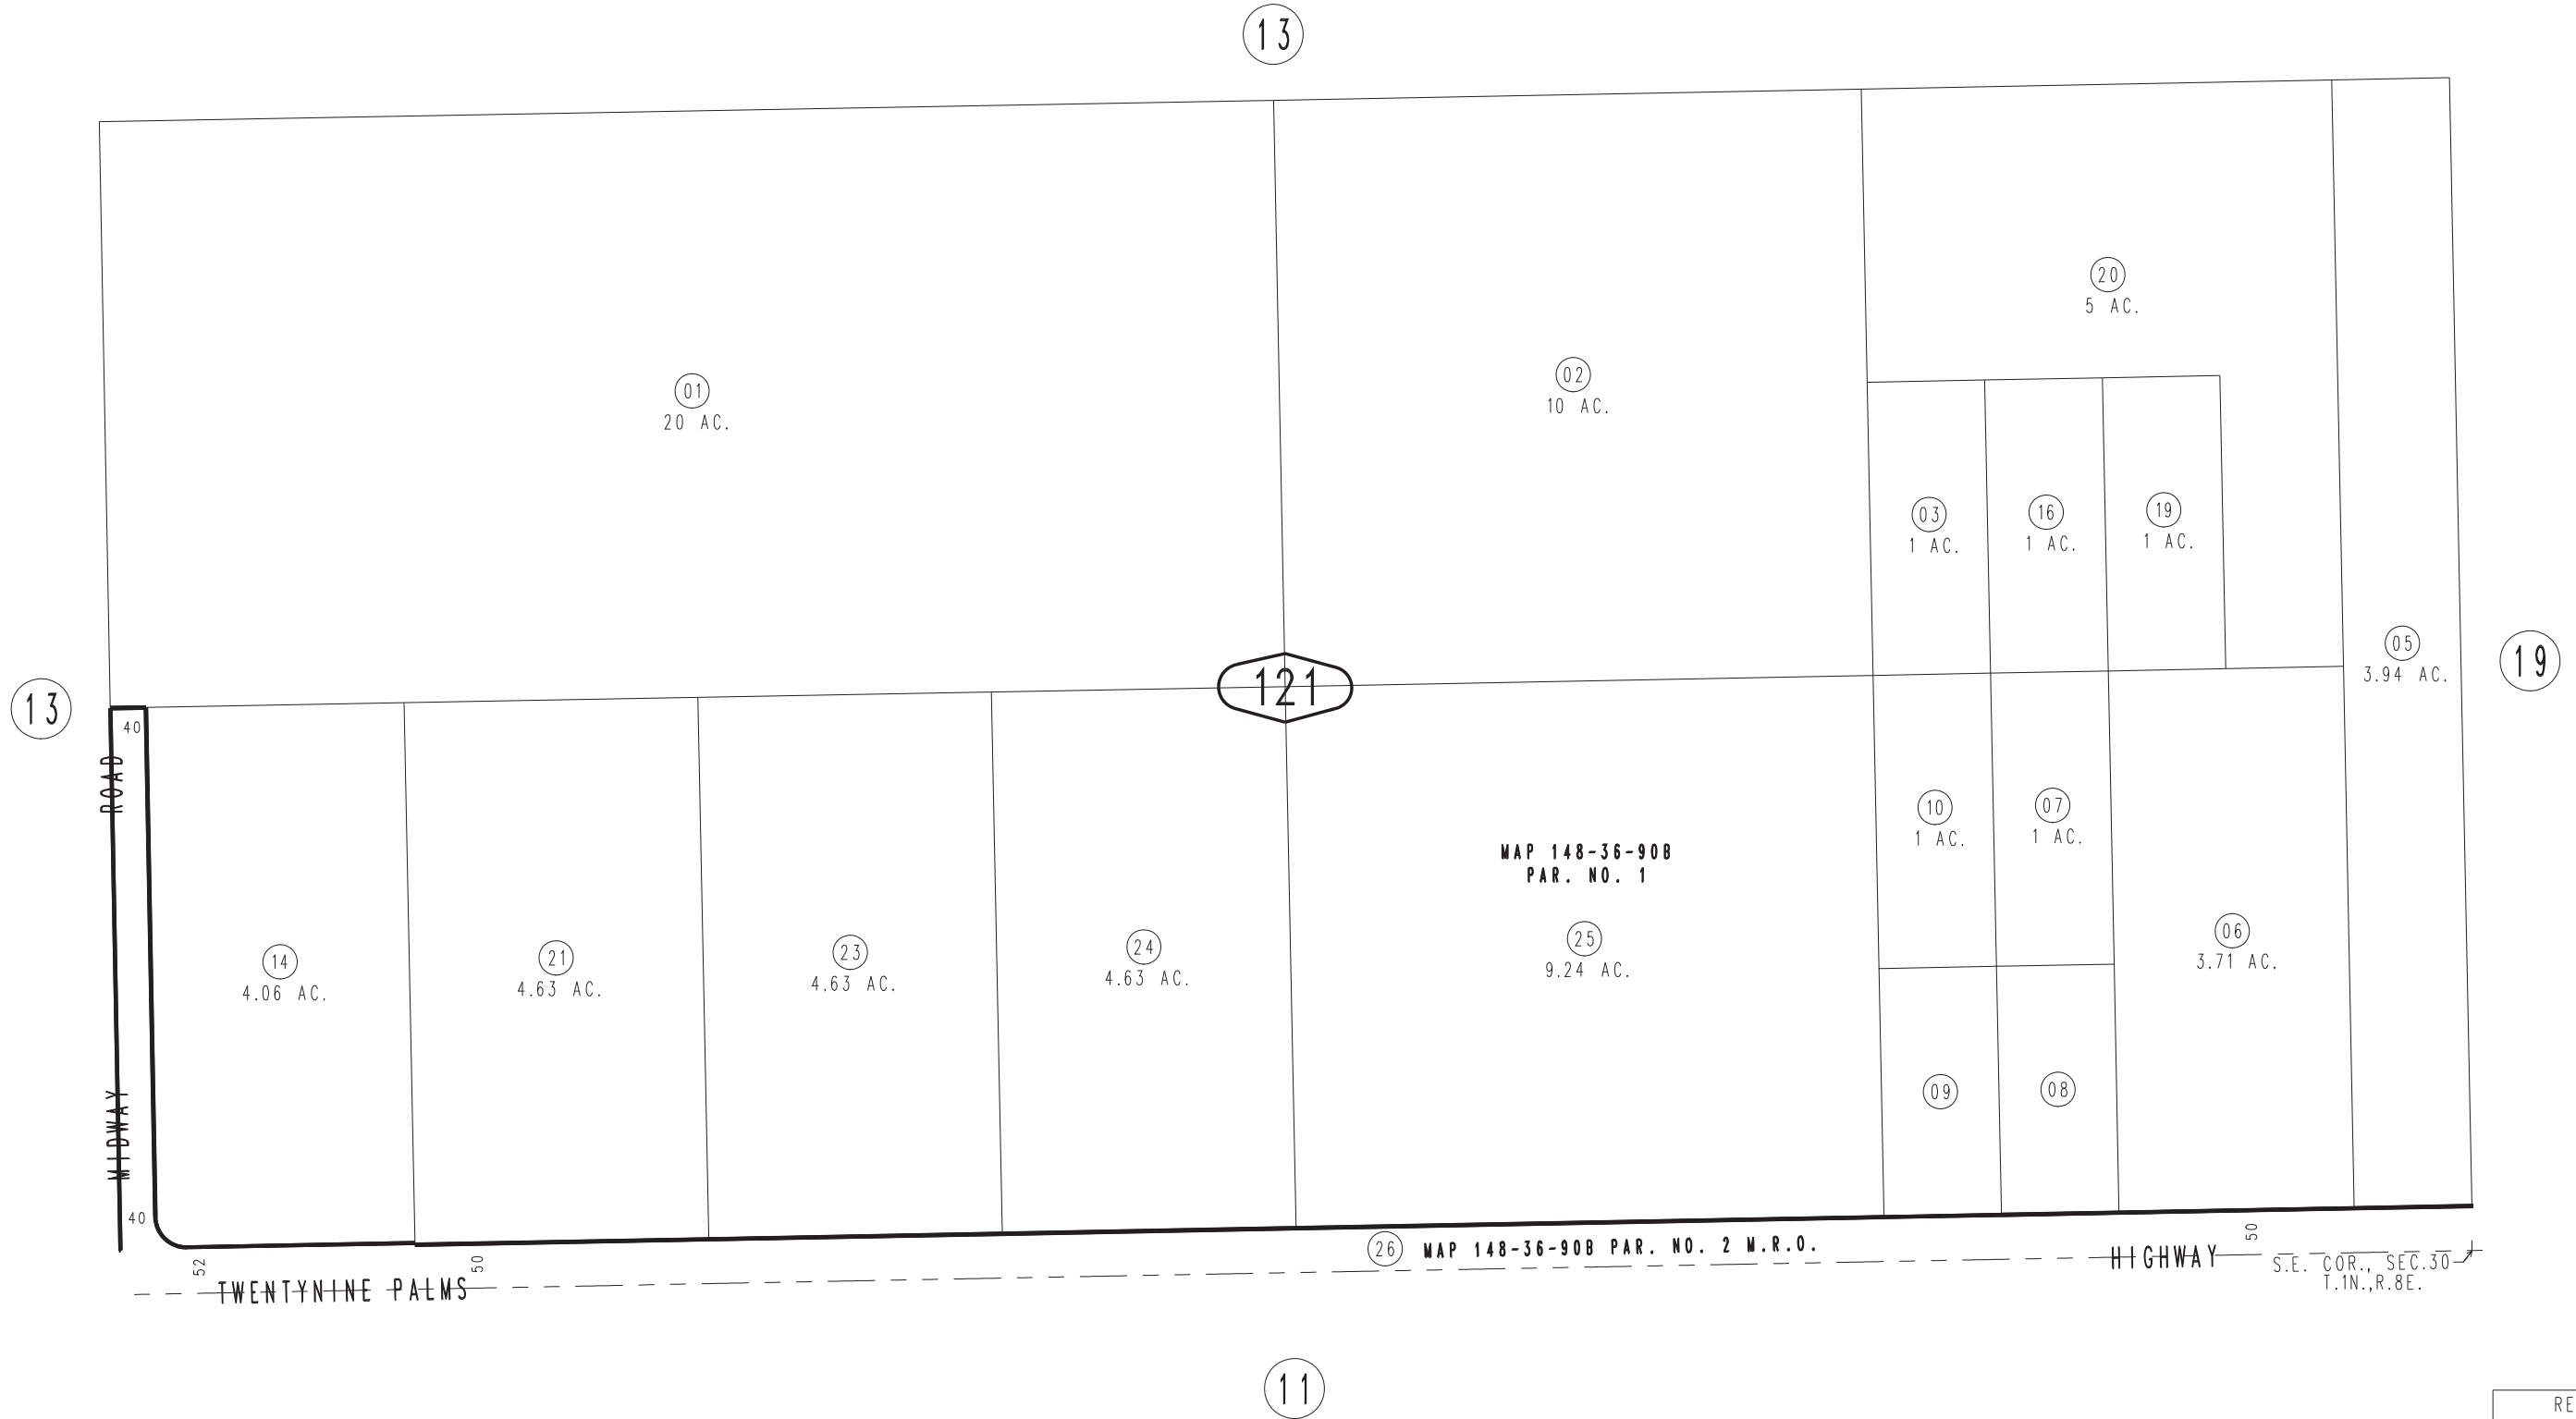 13
20
5 AC.
02
10 AC.
01
20 AC.
03
1 AC.
16
1 AC.
19
1 AC.
05
3.94 AC.
19
13
121
40
ROAD
10
1 AC.
07
1 AC.
MAP 148-36-90B
PAR. NO. 1
14
4.06 AC.
21
4.63 AC.
23
4.63 AC.
24
4.63 AC.
25
9.24 AC.
06
3.71 AC.
09
08
MIDWAY
40
52
50
26 MAP 148-36-90B PAR. NO. 2 M.R.O.
50
TWENTYNINE PALMS
HIGHWAY
S.E. COR., SEC.30
T.1N.,R.8E.
11
RE